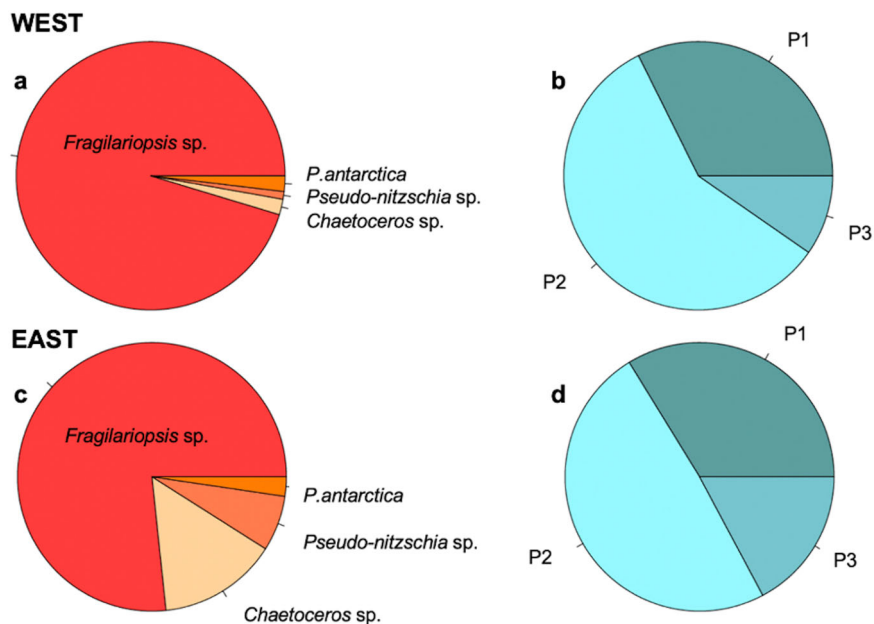 WEST
a
Fragilariopsis sp.
P.antarctica
Pseudo-nitzschia sp.
Chaetoceros sp.
b
P1
P2
P3
EAST
c
Fragilariopsis sp.
P.antarctica
Pseudo-nitzschia sp.
Chaetoceros sp.
d
P1
P2
P3